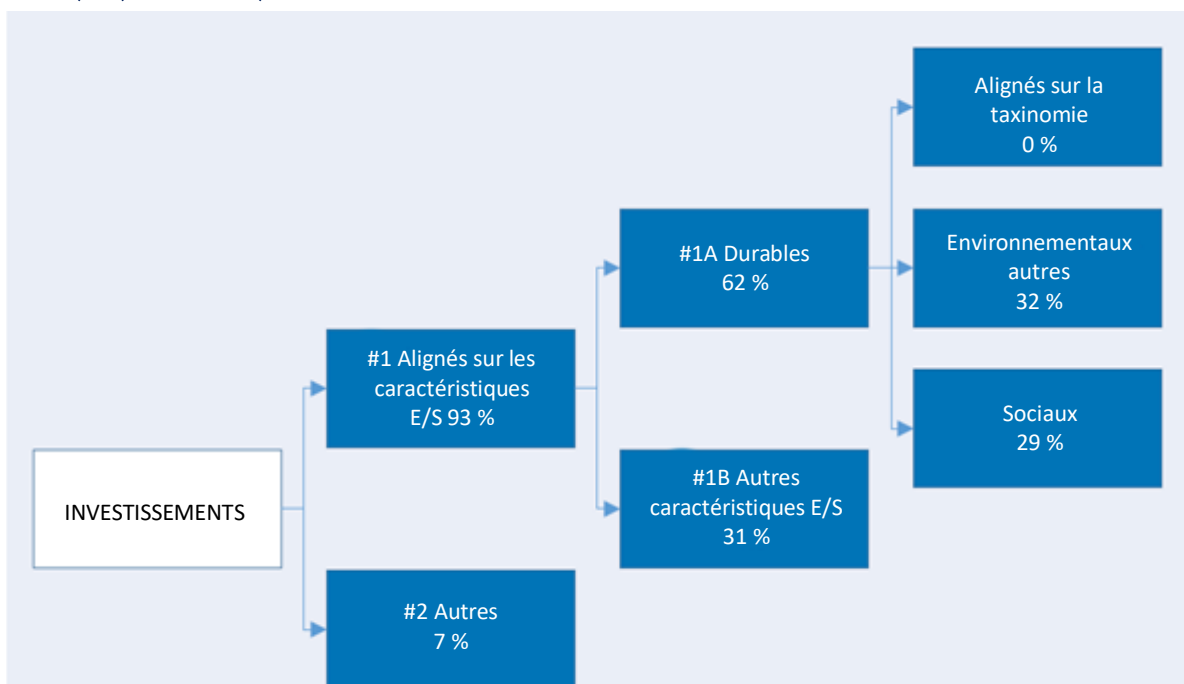 Alignés sur la
taxinomie
0 %
#1A Durables
62 %
Environnementaux
autres
32 %
#1 Alignés sur les
caractéristiques
E/S 93 %
Sociaux
29 %
INVESTISSEMENTS
#1B Autres
caractéristiques E/S
31 %
#2 Autres
7 %